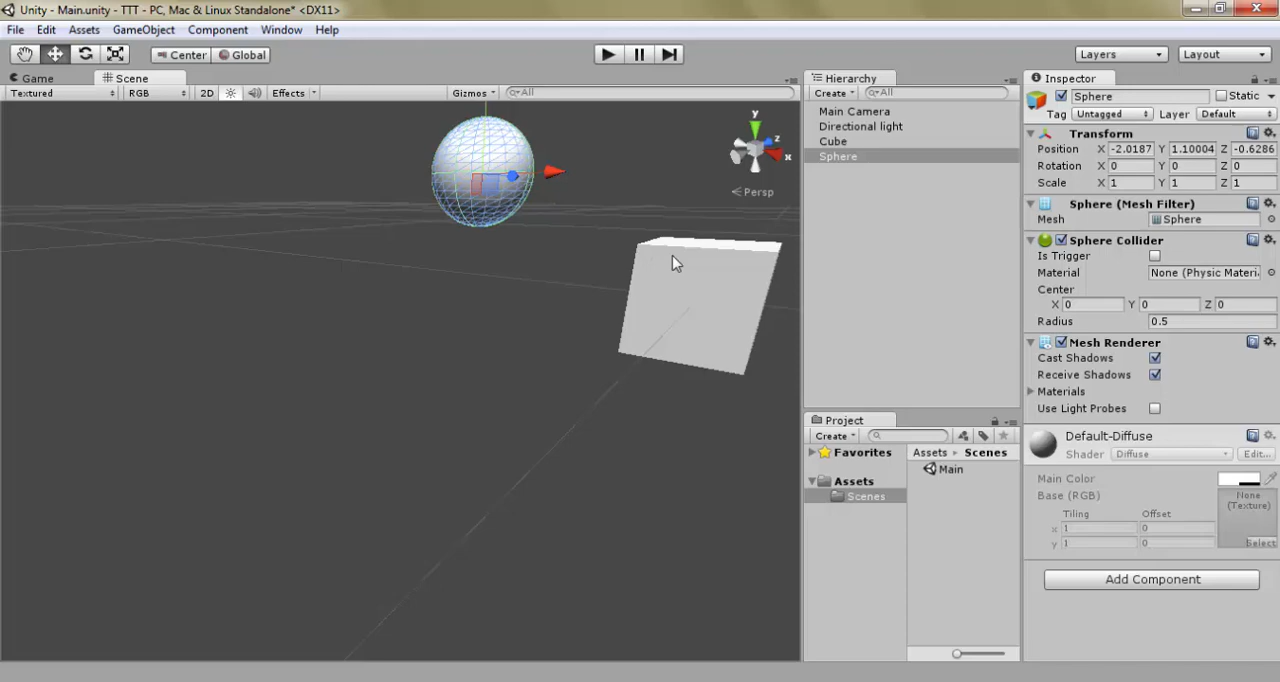 Unity - Main.unity - TTT - PC, Mac & Linux Standalone* <DX11>
File Edit Assets GameObject Component Window Help
Center Global Layers Layout
Game Scene
Textured RGB 2D Effects Gizmos All
y
z
x
Persp
Hierarchy
Create All
Main Camera
Directional light
Cube
Sphere
Project
Create
Favorites
Assets
Scenes
Assets Scenes
Main
Inspector
Sphere Static
Tag Untagged Layer Default
Transform
Position X -2.0187 Y 1.10004 Z -0.6286
Rotation X 0 Y 0 Z 0
Scale X 1 Y 1 Z 1
Sphere (Mesh Filter)
Mesh Sphere
Sphere Collider
Is Trigger
Material None (Physic Materi
Center
X 0 Y 0 Z 0
Radius 0.5
Mesh Renderer
Cast Shadows
Receive Shadows
Materials
Use Light Probes
Default-Diffuse
Shader Diffuse Edit...
Main Color
Base (RGB) None
(Texture)
Tiling Offset
x 1 0
y 1 0
Select
Add Component